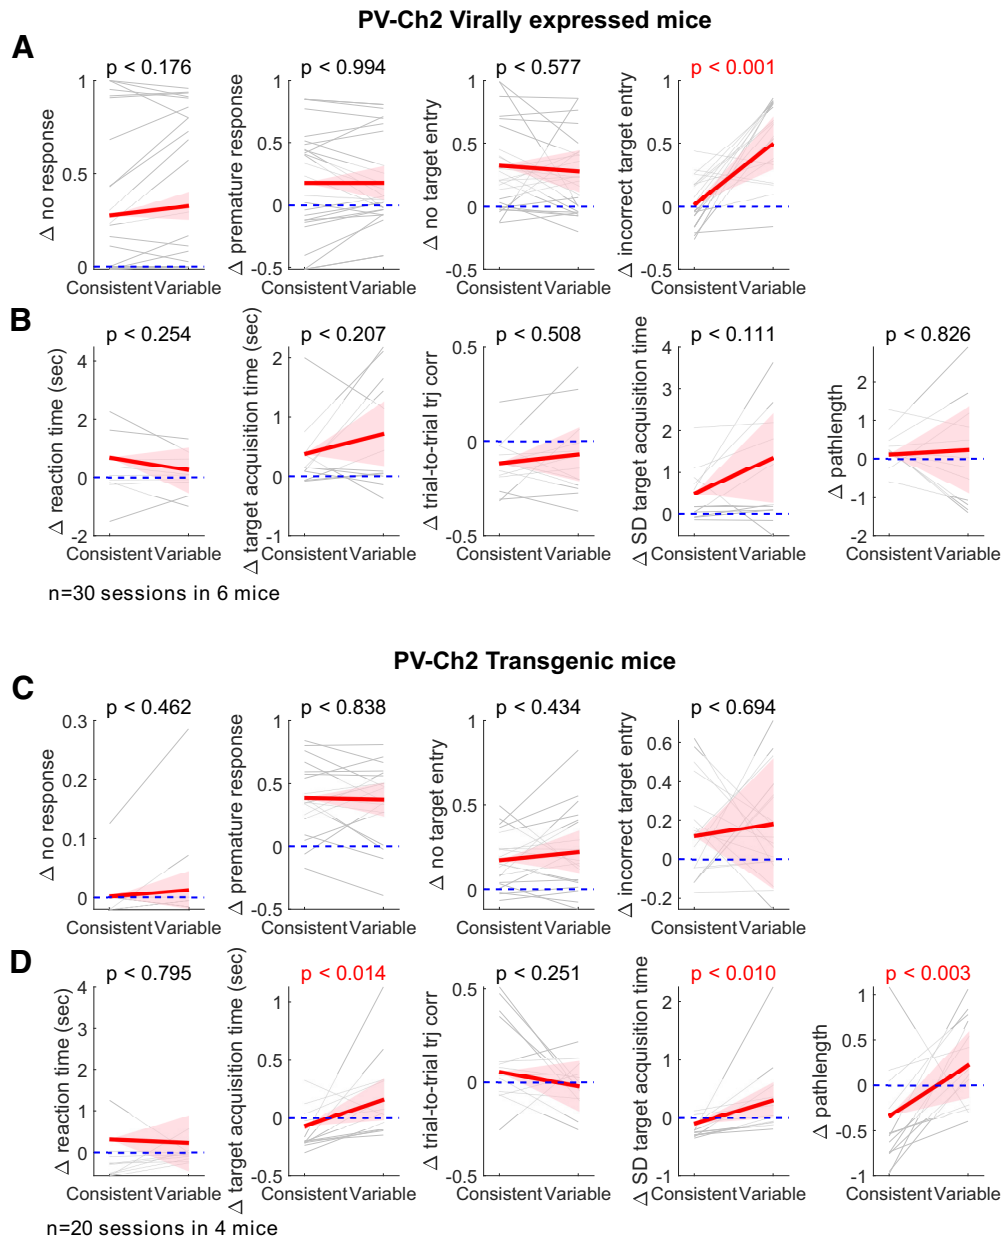 PV-Ch2 Virally expressed mice
A
p < 0.176
p < 0.994
p < 0.577
p < 0.001
Δ no response
1
0.5
0
Consistent Variable
Δ premature response
1
0.5
0
-0.5
Consistent Variable
Δ no target entry
1
0.5
0
-0.5
Consistent Variable
Δ incorrect target entry
1
0.5
0
-0.5
Consistent Variable
B
p < 0.254
p < 0.207
p < 0.508
p < 0.111
p < 0.826
Δ reaction time (sec)
4
2
0
-2
Consistent Variable
Δ target acquisition time (sec)
2
1
0
-1
Consistent Variable
Δ trial-to-trial trj corr
0.5
0
-0.5
Consistent Variable
Δ SD target acquisition time
4
3
2
1
0
Consistent Variable
Δ pathlength
2
1
0
-1
-2
Consistent Variable
n=30 sessions in 6 mice
PV-Ch2 Transgenic mice
C
p < 0.462
p < 0.838
p < 0.434
p < 0.694
Δ no response
0.3
0.2
0.1
0
Consistent Variable
Δ premature response
1
0.5
0
-0.5
Consistent Variable
Δ no target entry
1
0.5
0
Consistent Variable
Δ incorrect target entry
0.6
0.4
0.2
0
-0.2
Consistent Variable
D
p < 0.795
p < 0.014
p < 0.251
p < 0.010
p < 0.003
Δ reaction time (sec)
4
2
0
Consistent Variable
Δ target acquisition time (sec)
1
0.5
0
-0.5
Consistent Variable
Δ trial-to-trial trj corr
0.5
0
-0.5
Consistent Variable
Δ SD target acquisition time
2
1
0
-1
Consistent Variable
Δ pathlength
1
0.5
0
-0.5
-1
Consistent Variable
n=20 sessions in 4 mice